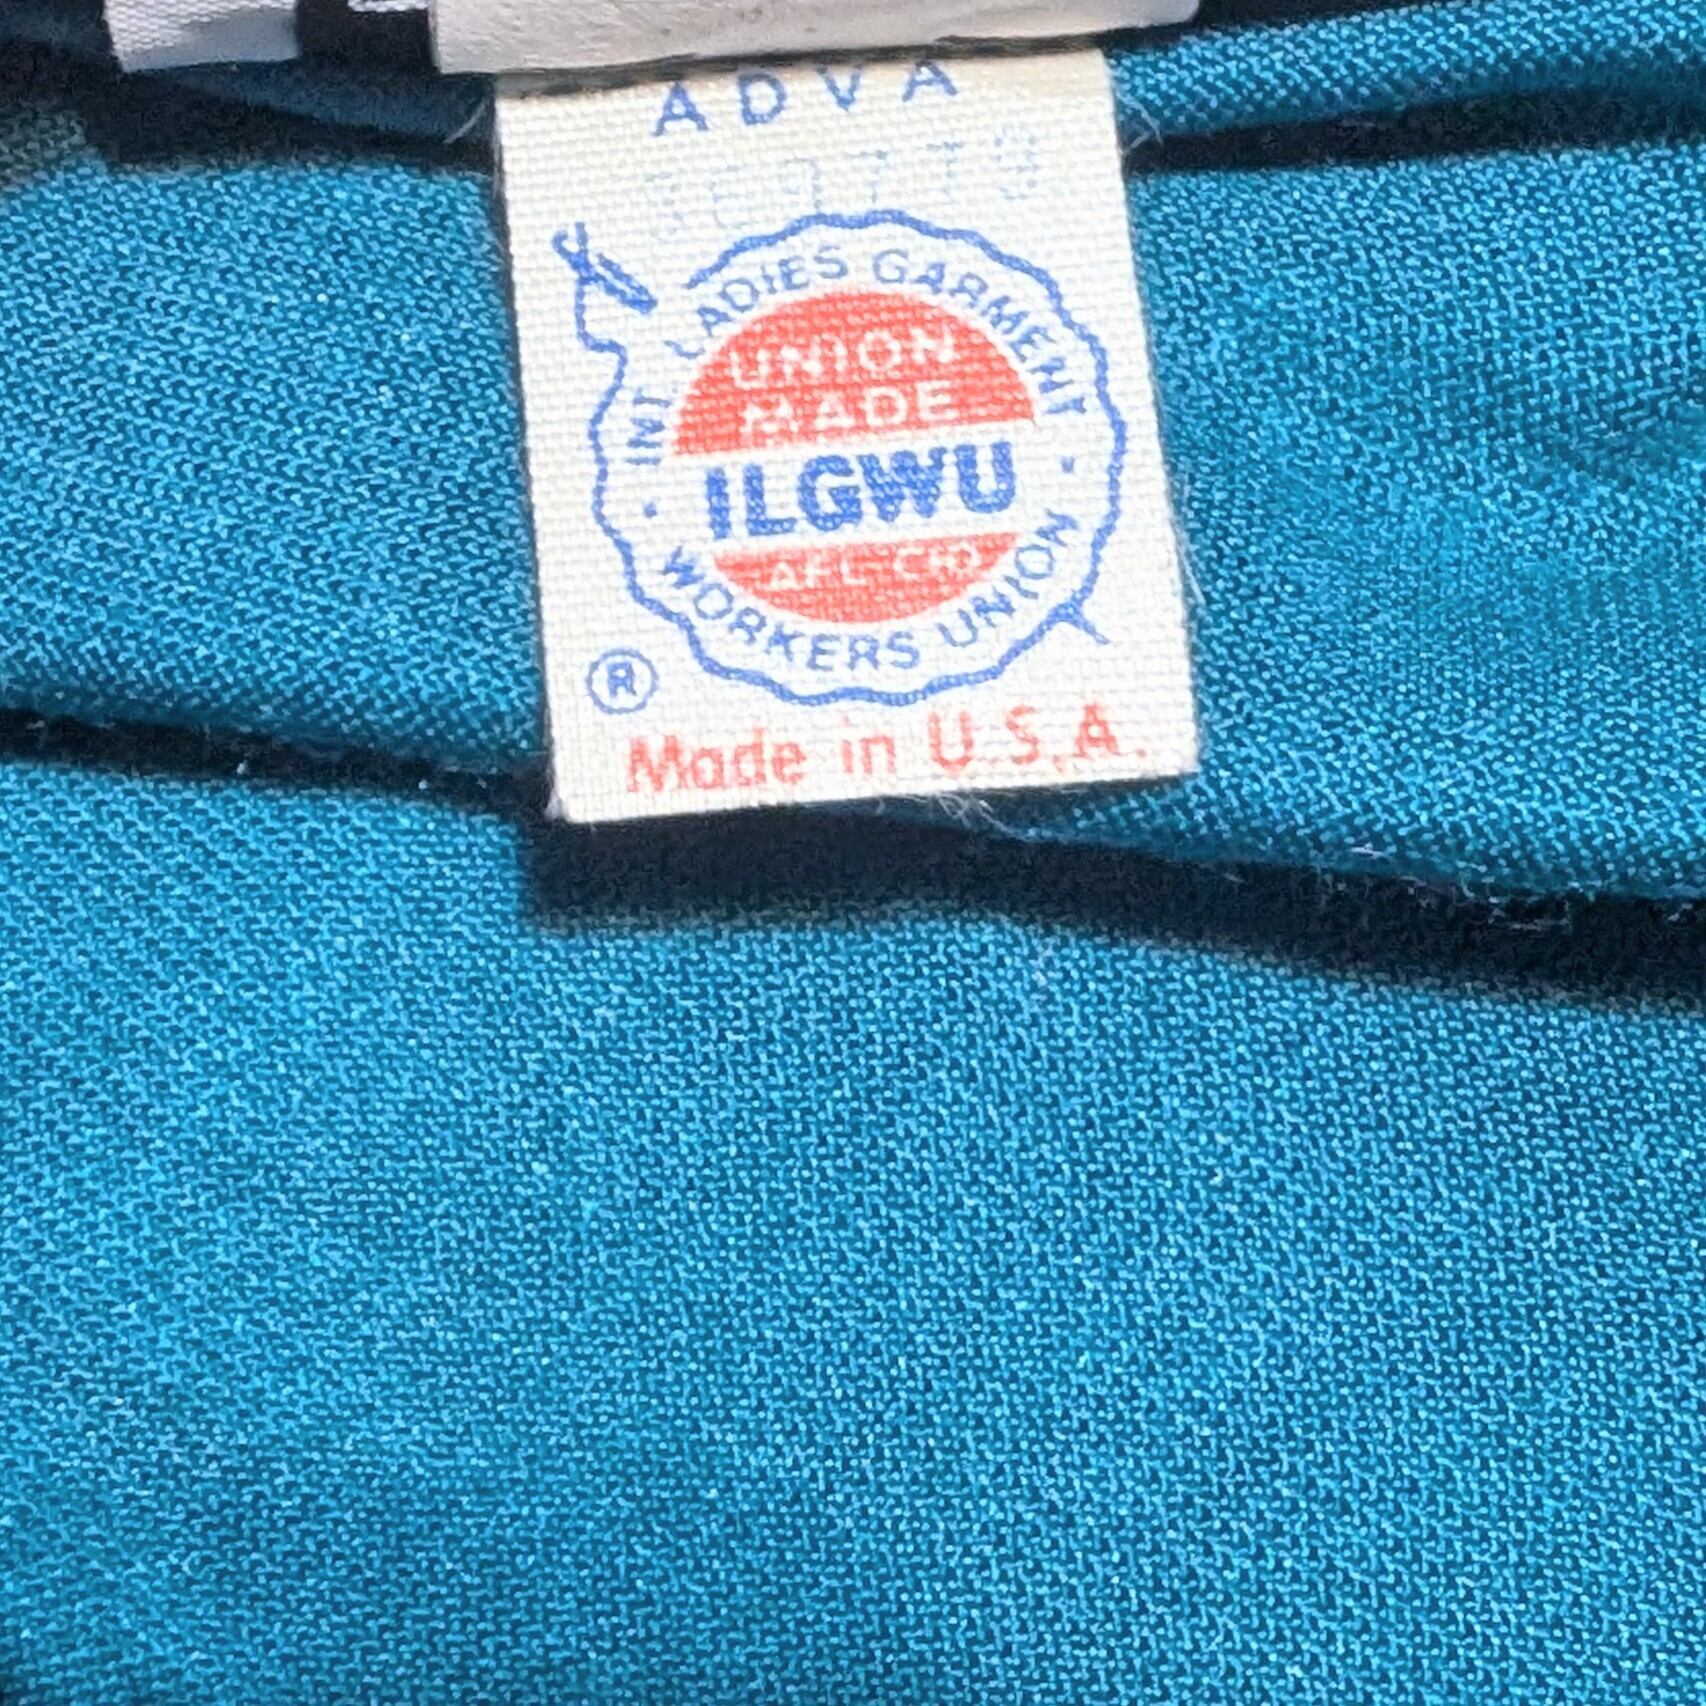 ADVA
INT. LADIES GARMENT
UNION
MADE
ILGWU
AFL-CIO
WORKERS UNION
®
Made in U.S.A.